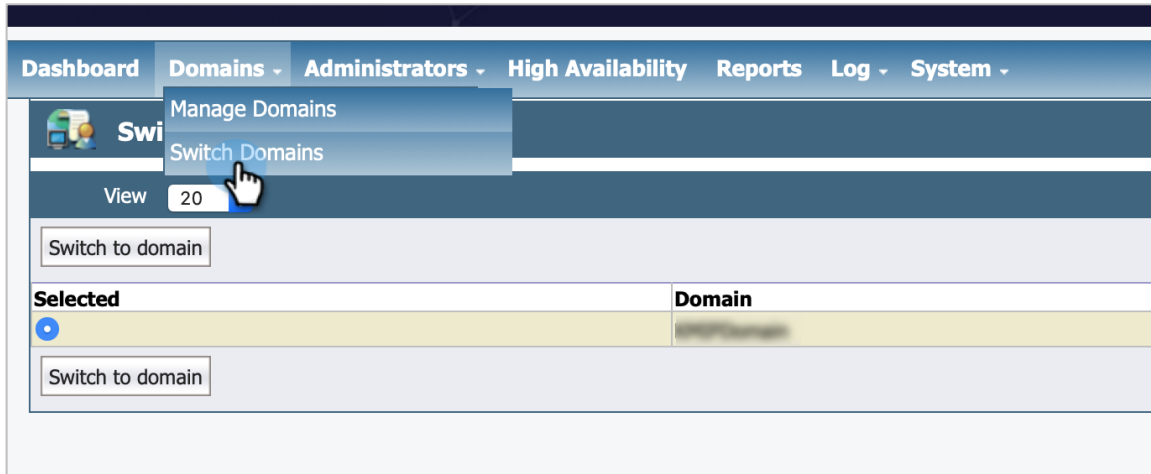 Dashboard Domains Administrators High Availability Reports Log System
Manage Domains
Swi
Switch Domains
View 20
Switch to domain
Selected Domain
Switch to domain